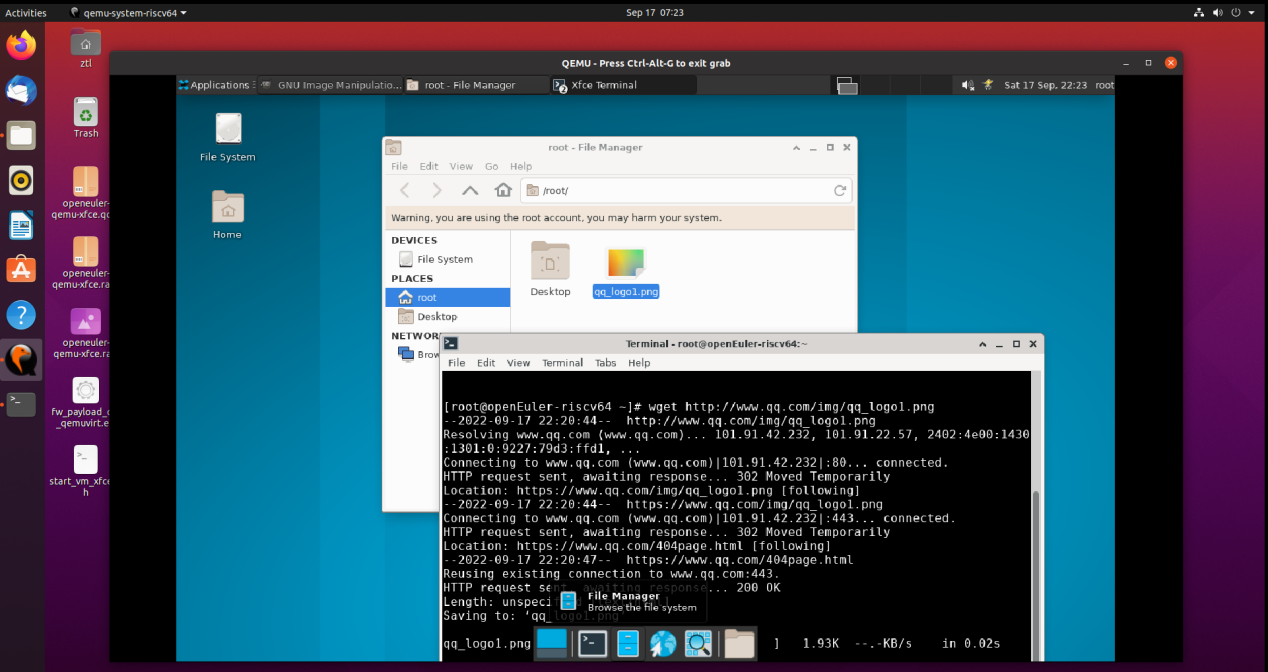 Activities
qemu-system-riscv64
Sep 17 07:23
ztl
Trash
openeuler-
qemu-xfce.qc
openeuler-
qemu-xfce.ra
openeuler-
qemu-xfce.ra
fw_payload_
_qemuvirt.e
start_vm_xfce
h
QEMU - Press Ctrl-Alt-G to exit grab
Applications
GNU Image Manipulatio...
root - File Manager
Xfce Terminal
2
Sat 17 Sep, 22:23
root
File System
Home
root - File Manager
File Edit View Go Help
/root/
Warning, you are using the root account, you may harm your system.
DEVICES
File System
PLACES
root
Desktop
NETWOR
Brow
Desktop
qq_logo1.png
Terminal - root@openEuler-riscv64:~
File Edit View Terminal Tabs Help
[root@openEuler-riscv64 ~]# wget http://www.qq.com/img/qq_logo1.png
--2022-09-17 22:20:44-- http://www.qq.com/img/qq_logo1.png
Resolving www.qq.com (www.qq.com)... 101.91.42.232, 101.91.22.57, 2402:4e00:1430
:1301:0:9227:79d3:ffd1, ...
Connecting to www.qq.com (www.qq.com)|101.91.42.232|:80... connected.
HTTP request sent, awaiting response... 302 Moved Temporarily
Location: https://www.qq.com/img/qq_logo1.png [following]
--2022-09-17 22:20:44-- https://www.qq.com/img/qq_logo1.png
Connecting to www.qq.com (www.qq.com)|101.91.42.232|:443... connected.
HTTP request sent, awaiting response... 302 Moved Temporarily
Location: https://www.qq.com/404page.html [following]
--2022-09-17 22:20:47-- https://www.qq.com/404page.html
Reusing existing connection to www.qq.com:443.
HTTP request sent, awaiting response... 200 OK
Length: unspeci
Saving to: ‘qq_logo1.png’
File Manager
Browse the file system
qq_logo1.png ] 1.93K --.-KB/s in 0.02s